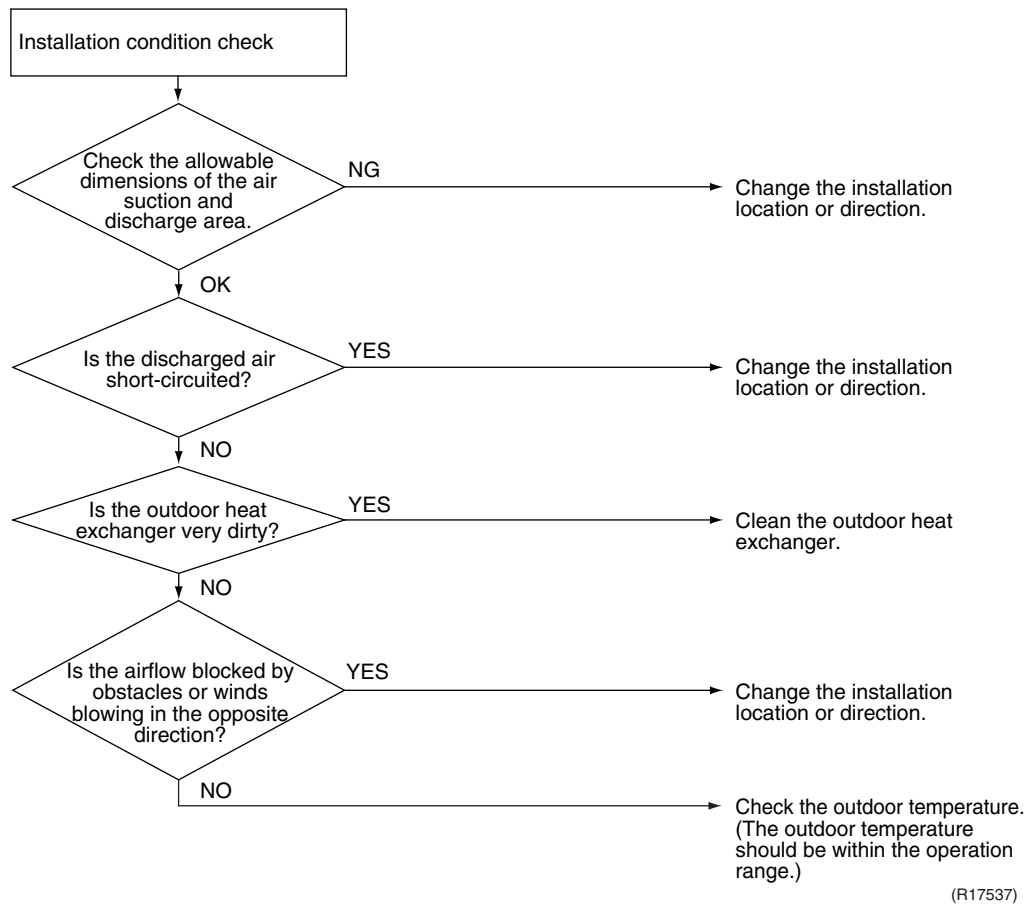 Installation condition check
Check the allowable
dimensions of the air
suction and
discharge area.
NG
Change the installation
location or direction.
OK
Is the discharged air
short-circuited?
YES
Change the installation
location or direction.
NO
Is the outdoor heat
exchanger very dirty?
YES
Clean the outdoor heat
exchanger.
NO
Is the airflow blocked by
obstacles or winds
blowing in the opposite
direction?
YES
Change the installation
location or direction.
NO
Check the outdoor temperature.
(The outdoor temperature
should be within the operation
range.)
(R17537)